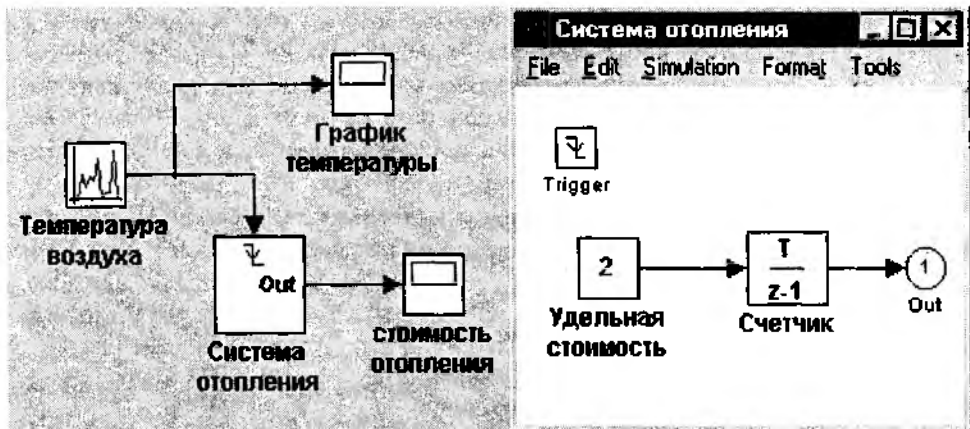 График
температуры
Температура
воздуха
Out
Система
отопления
стоимость
отопления
Система отопления
File Edit Simulation Format Tools
Trigger
2
Удельная
стоимость
T
z-1
Счетчик
1
Out